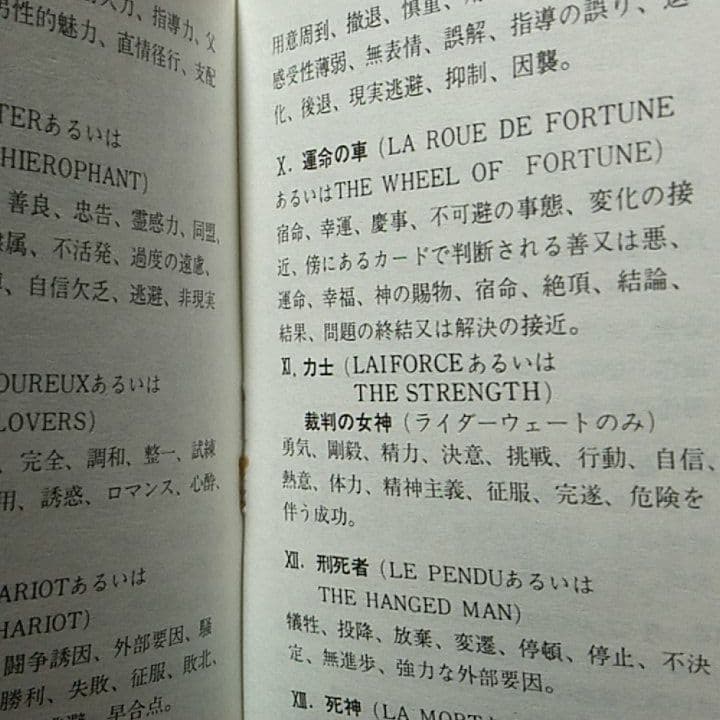 力、指導力、父
男性的魅力、直情径行、支配
TERあるいは
HIEROPHANT)
善良、忠告、霊感力、同盟、
隷属、不活発、過度の遠慮、
、自信欠乏、逃避、非現実
OUREUXあるいは
LOVERS)
、完全、調和、整一、試練
用、誘惑、ロマンス、心酔、
ARIOTあるいは
HARIOT)
闘争誘因、外部要因、騒
勝利、失敗、征服、敗北、
早合点。
用意周到、撤退、慎重、
感受性薄弱、無表情、誤解、指導の誤り、
化、後退、現実逃避、抑制、因襲。
X. 運命の車 (LA ROUE DE FORTUNE
あるいはTHE WHEEL OF FORTUNE)
宿命、幸運、慶事、不可避の事態、変化の接
近、傍にあるカードで判断される善又は悪、
運命、幸福、神の賜物、宿命、絶頂、結論、
結果、問題の終結又は解決の接近。
XI. 力士 (LAIFORCEあるいは
THE STRENGTH)
裁判の女神 (ライダーウェートのみ)
勇気、剛毅、精力、決意、挑戦、行動、自信、
熱意、体力、精神主義、征服、完遂、危険を
伴う成功。
XII. 刑死者 (LE PENDUあるいは
THE HANGED MAN)
犠牲、投降、放棄、変遷、停頓、停止、不決
定、無進歩、強力な外部要因。
XIII. 死神 (LA MORT